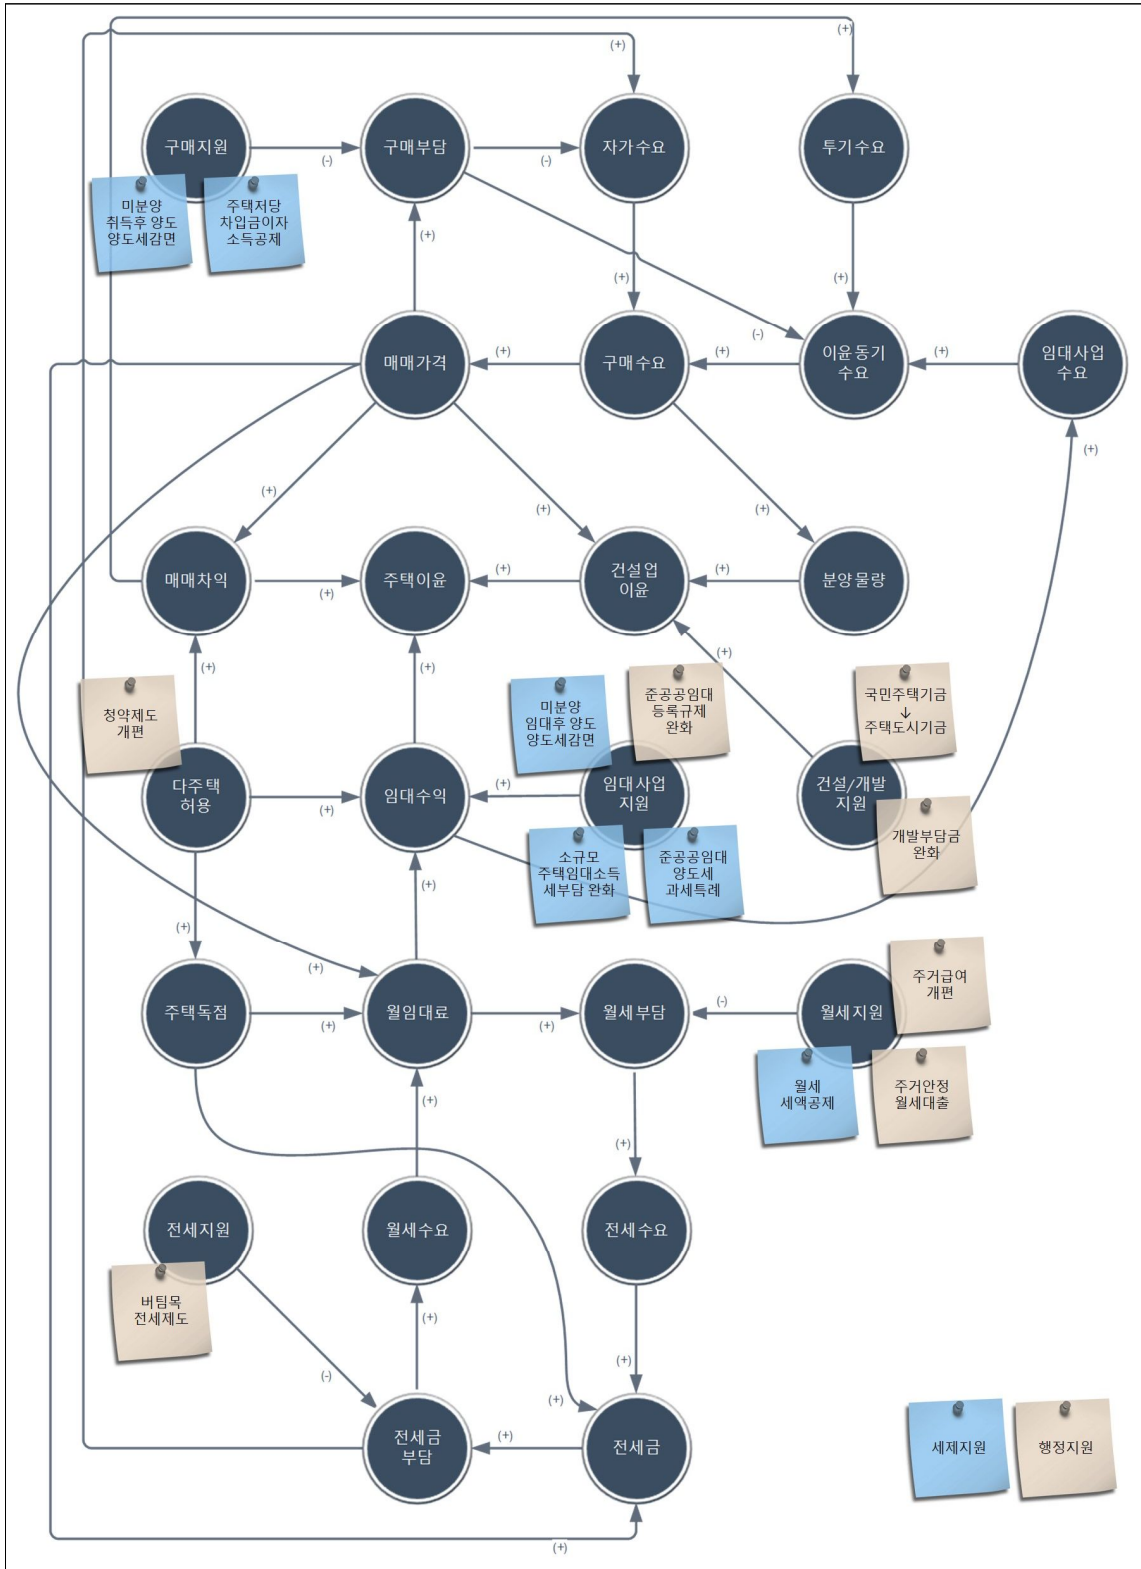 (+)
(+)
구매지원
(-)
구매부담
(-)
자가수요
투기수요
미분양
취득후 양도
양도세감면
주택저당
차입금이자
소득공제
(+)
(+)
(+)
(-)
매매가격
(+)
구매수요
(+)
이윤동기
수요
(+)
임대사업
수요
(+)
(+)
(+)
(+)
매매차익
(+)
주택이윤
(+)
건설업
이윤
(+)
분양물량
(+)
(+)
(+)
청약제도
개편
미분양
임대후 양도
양도세감면
준공공임대
등록규제
완화
국민주택기금
↓
주택도시기금
다주택
허용
(+)
임대수익
(+)
임대사업
지원
건설/개발
지원
소규모
주택임대소득
세부담 완화
준공공임대
양도세
과세특례
개발부담금
완화
(+)
(+)
(+)
주택독점
(+)
월임대료
(+)
월세부담
(-)
월세지원
주거급여
개편
월세
세액공제
주거안정
월세대출
(+)
(+)
전세지원
월세수요
전세수요
버팀목
전세제도
(+)
(-)
(+)
(+)
전세금
부담
(+)
전세금
세제지원
행정지원
(+)